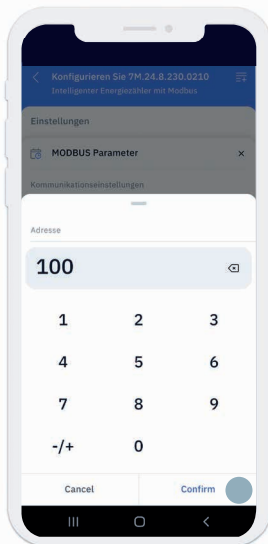 Konfigurieren Sie 7M.24.8.230.0210
Intelligenter Energiezähler mit Modbus
Einstellungen
MODBUS Parameter
Kommunikationseinstellungen
Adresse
100
1 2 3
4 5 6
7 8 9
-/+ 0
Cancel Confirm